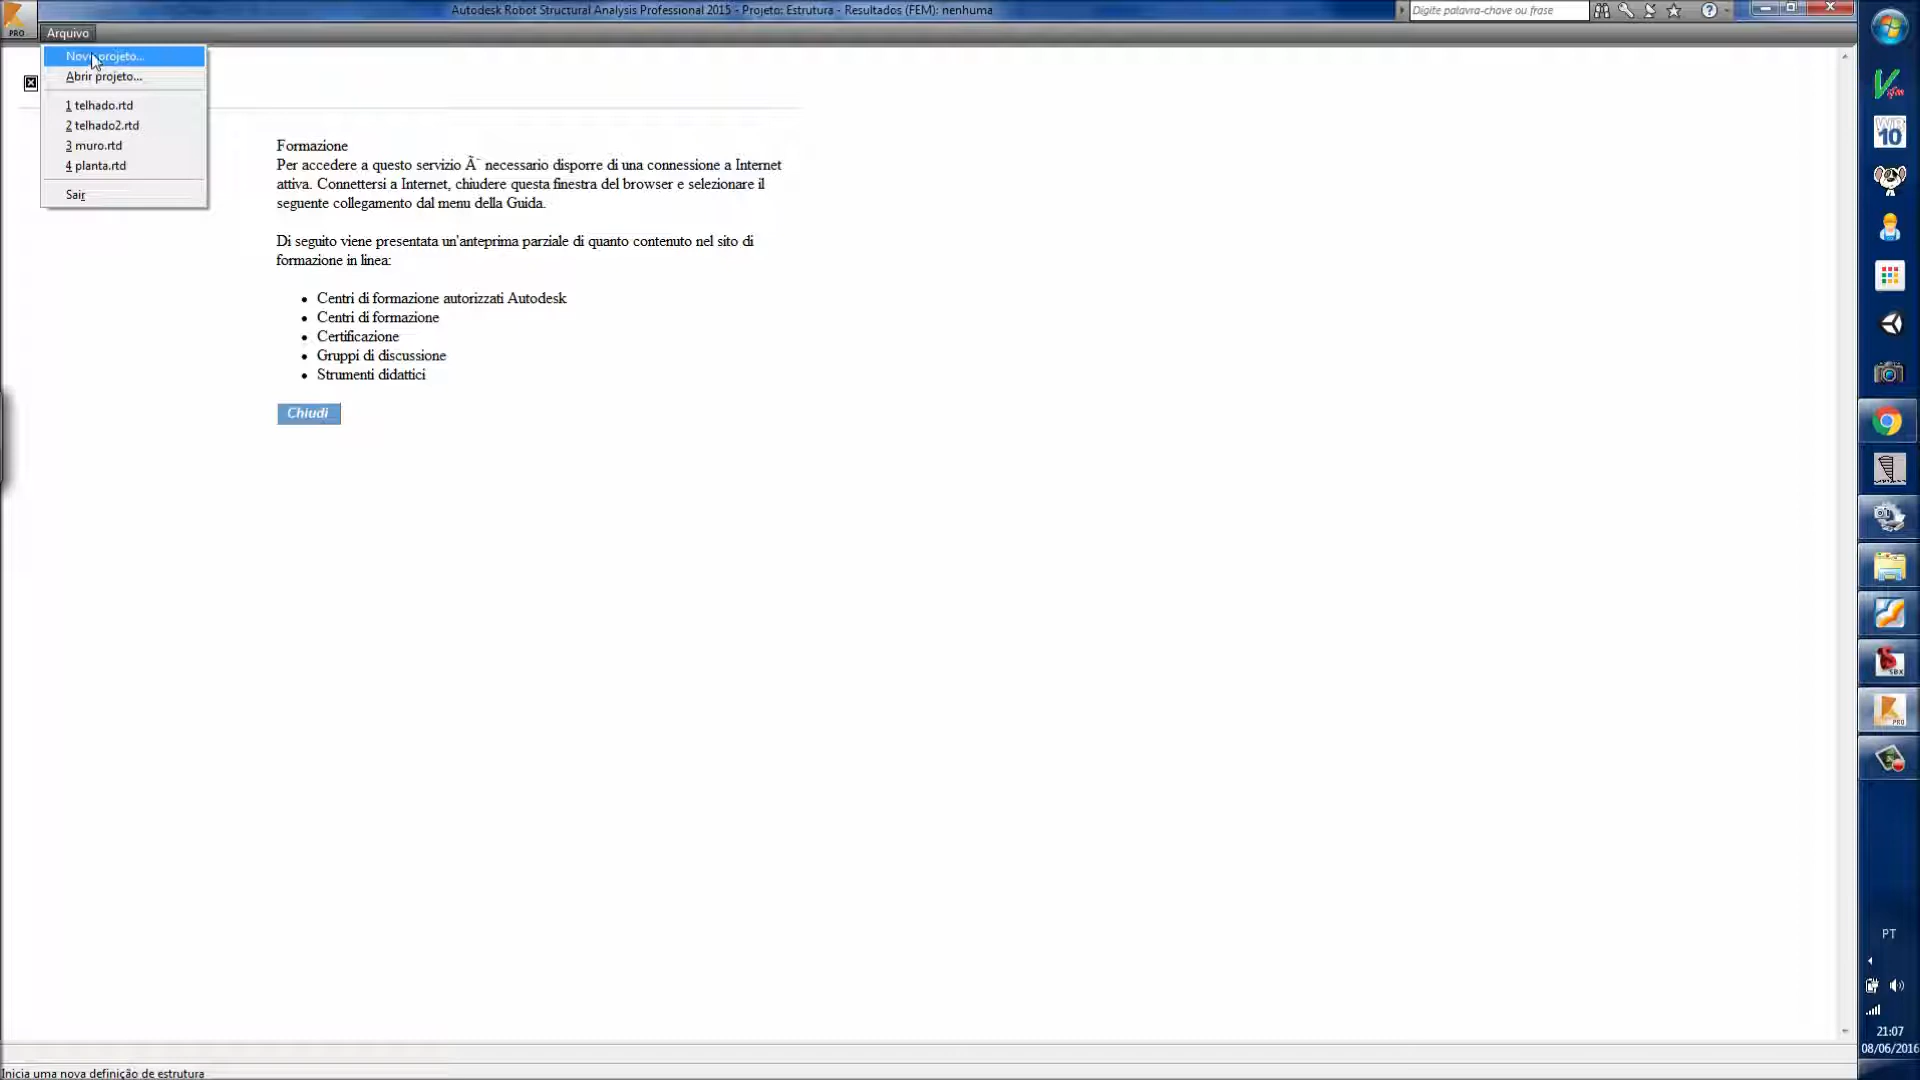 Autodesk Robot Structural Analysis Professional 2015 - Projeto: Estrutura - Resultados (FEM): nenhuma
Digite palavra-chave ou frase
PRO
Arquivo
Novo projeto...
Abrir projeto...
1 telhado.rtd
2 telhado2.rtd
3 muro.rtd
4 planta.rtd
Sair
Formazione
Per accedere a questo servizio Ã¨ necessario disporre di una connessione a Internet
attiva. Connettersi a Internet, chiudere questa finestra del browser e selezionare il
seguente collegamento dal menu della Guida.
Di seguito viene presentata un'anteprima parziale di quanto contenuto nel sito di
formazione in linea:
• Centri di formazione autorizzati Autodesk
• Centri di formazione
• Certificazione
• Gruppi di discussione
• Strumenti didattici
Chiudi
10
SBX
PRO
PT
21:07
08/06/2016
Inicia uma nova definição de estrutura